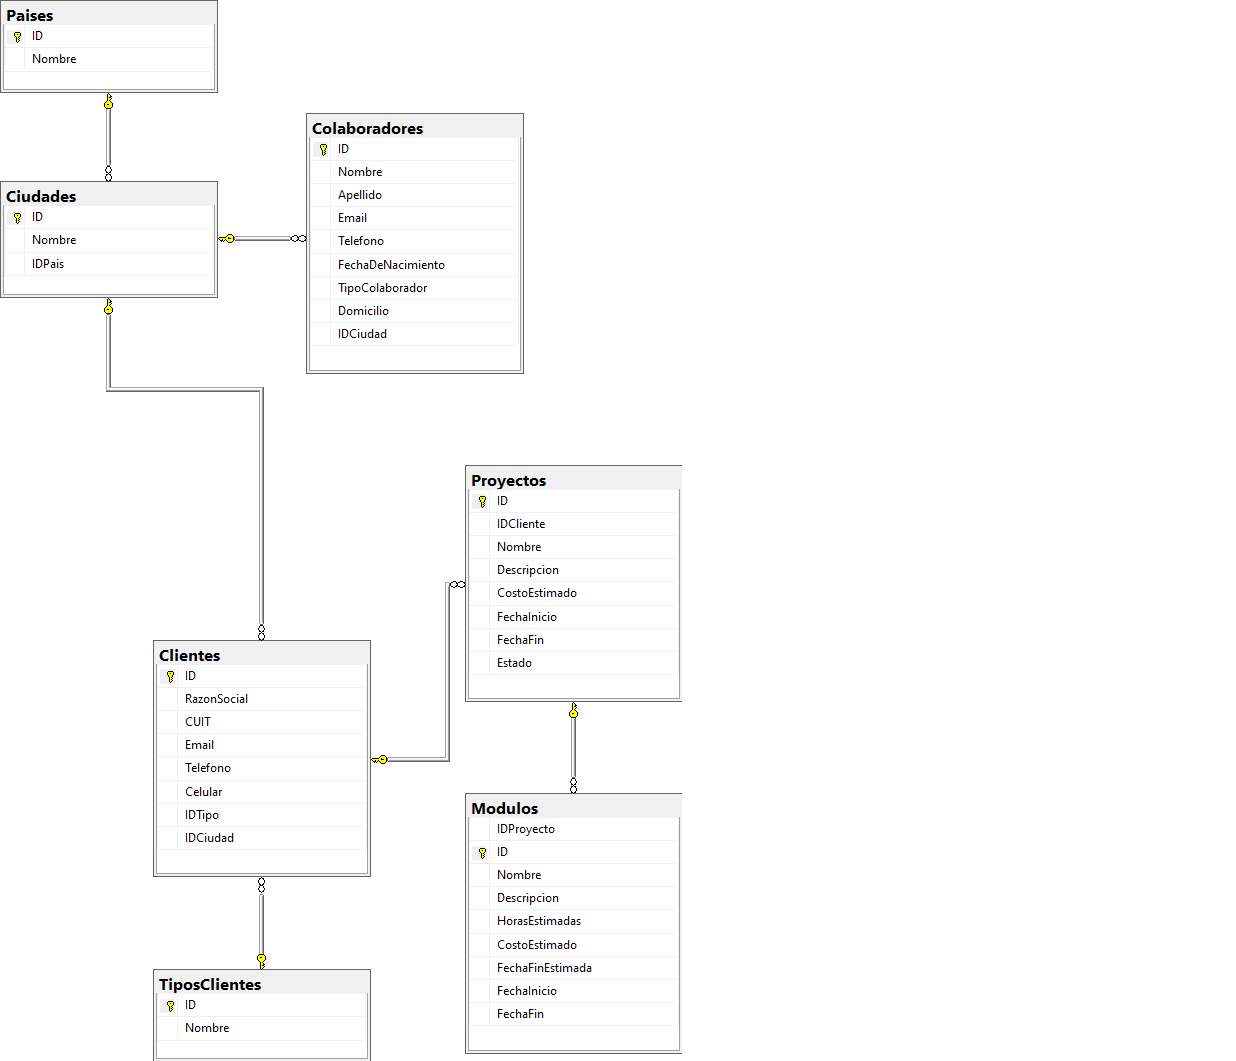 Paises
ID
Nombre
Ciudades
ID
Nombre
IDPais
Colaboradores
ID
Nombre
Apellido
Email
Telefono
FechaDeNacimiento
TipoColaborador
Domicilio
IDCiudad
Proyectos
ID
IDCliente
Nombre
Descripcion
CostoEstimado
FechaInicio
FechaFin
Estado
Clientes
ID
RazonSocial
CUIT
Email
Telefono
Celular
IDTipo
IDCiudad
Modulos
IDProyecto
ID
Nombre
Descripcion
HorasEstimadas
CostoEstimado
FechaFinEstimada
FechaInicio
FechaFin
TiposClientes
ID
Nombre